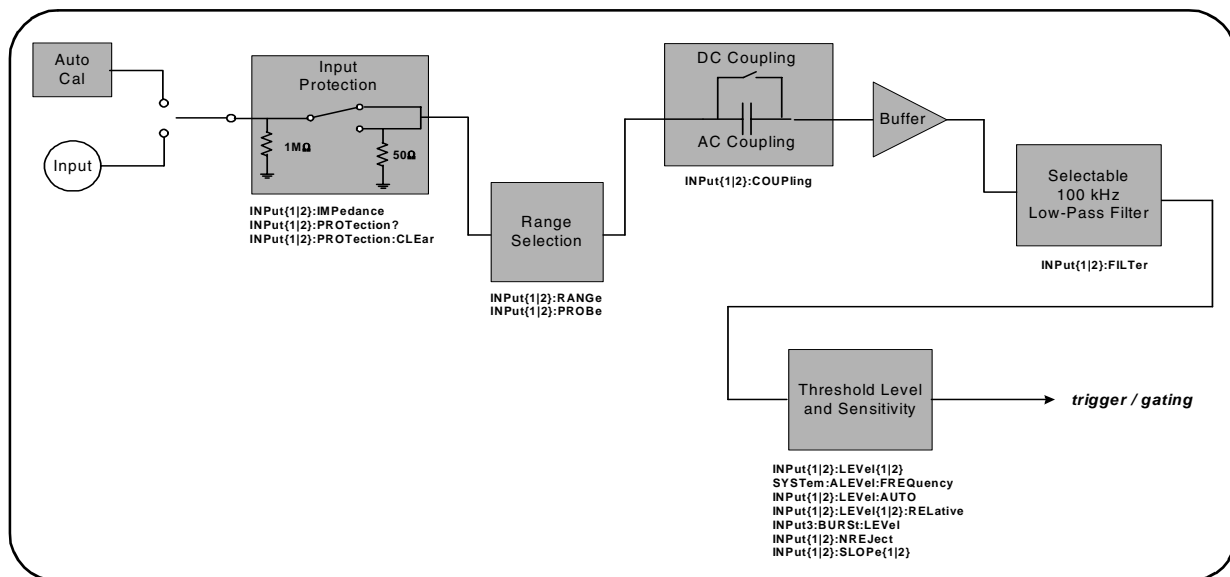 Auto
Cal
Input
Input
Protection
1MΩ
50Ω
INPut{1|2}:IMPedance
INPut{1|2}:PROTection?
INPut{1|2}:PROTection:CLEar
Range
Selection
INPut{1|2}:RANGe
INPut{1|2}:PROBe
DC Coupling
AC Coupling
INPut{1|2}:COUPling
Buffer
Selectable
100 kHz
Low-Pass Filter
INPut{1|2}:FILTer
Threshold Level
and Sensitivity
trigger / gating
INPut{1|2}:LEVel{1|2}
SYSTem:ALEVel:FREQuency
INPut{1|2}:LEVel:AUTO
INPut{1|2}:LEVel{1|2}:RELative
INPut3:BURSt:LEVel
INPut{1|2}:NREJect
INPut{1|2}:SLOPe{1|2}